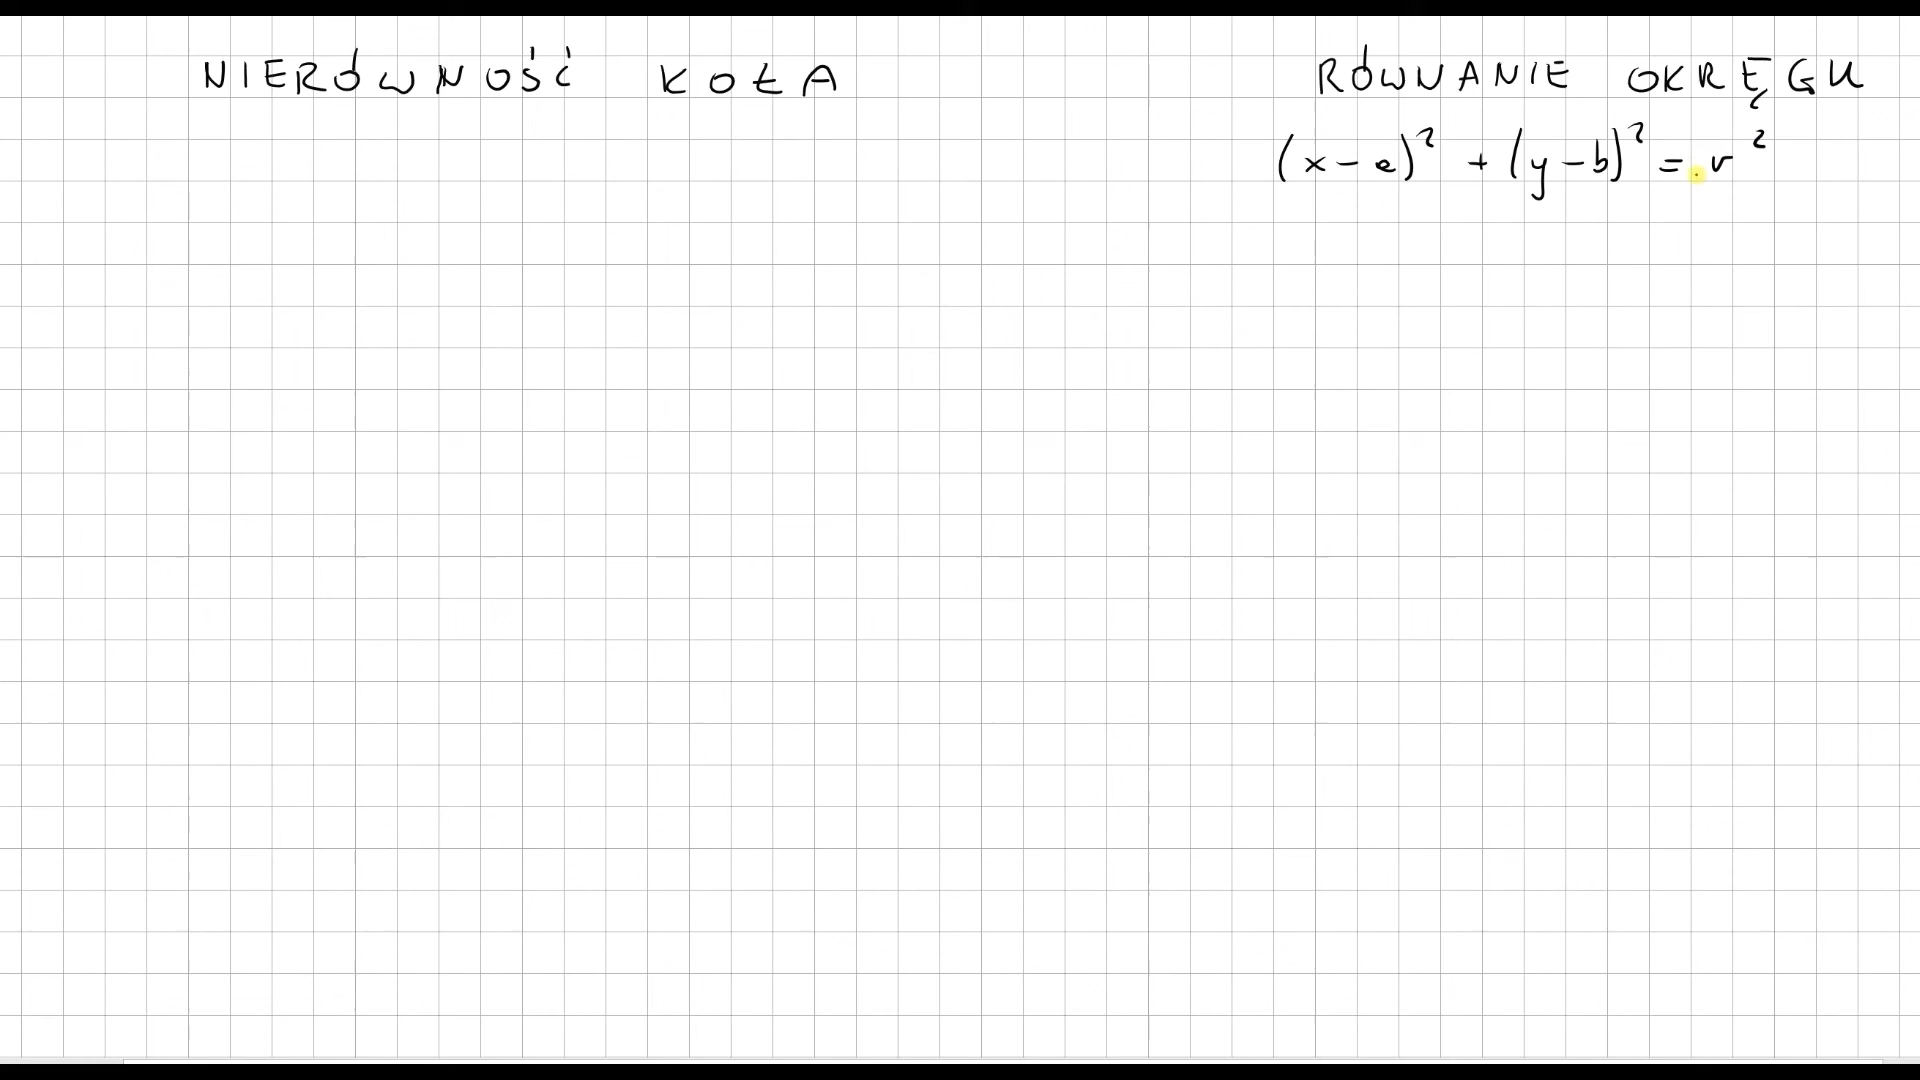 NIERÓWNOŚĆ KOŁA
RÓWNANIE OKRĘGU
(x-a)² + (y-b)² = r²